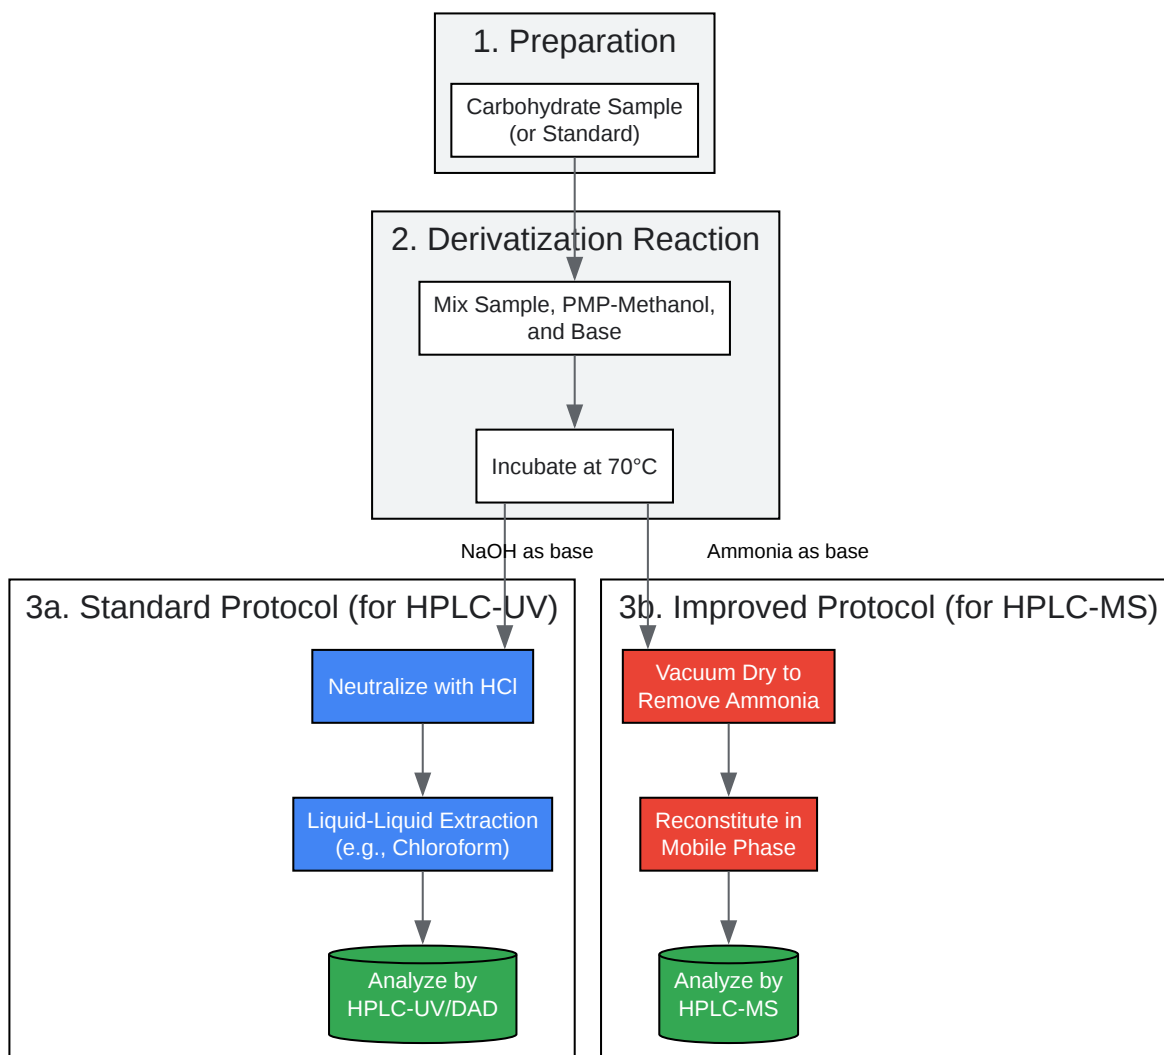 1. Preparation
Carbohydrate Sample
(or Standard)
2. Derivatization Reaction
Mix Sample, PMP-Methanol,
and Base
Incubate at 70°C
NaOH as base
Ammonia as base
3a. Standard Protocol (for HPLC-UV)
Neutralize with HCl
Liquid-Liquid Extraction
(e.g., Chloroform)
Analyze by
HPLC-UV/DAD
3b. Improved Protocol (for HPLC-MS)
Vacuum Dry to
Remove Ammonia
Reconstitute in
Mobile Phase
Analyze by
HPLC-MS